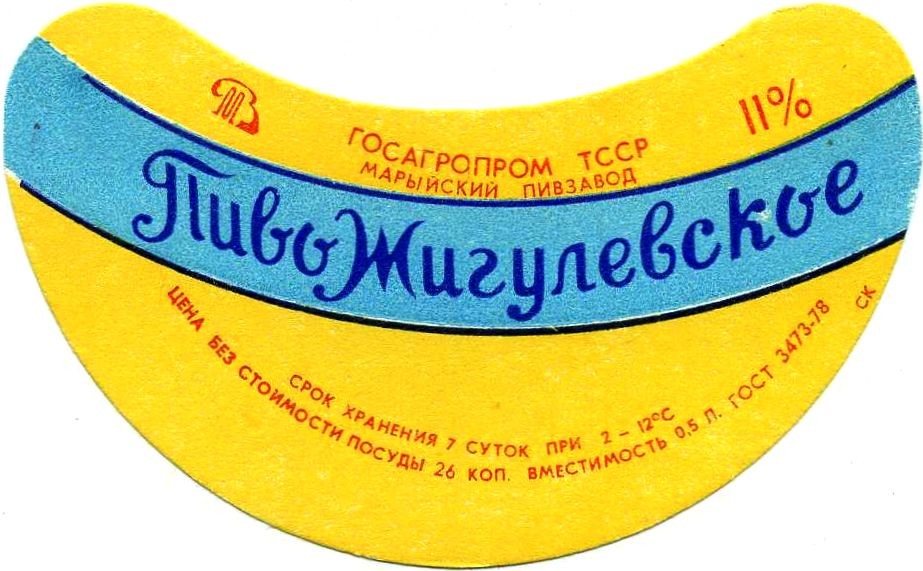 11%
ГОСАГРОПРОМ ТССР
МАРЫЙСКИЙ ПИВЗАВОД
Пиво Жигулевское
СРОК ХРАНЕНИЯ 7 СУТОК ПРИ 2 – 12°С
ЦЕНА БЕЗ СТОИМОСТИ ПОСУДЫ 26 КОП. ВМЕСТИМОСТЬ 0,5 Л. ГОСТ 3473-78 СК